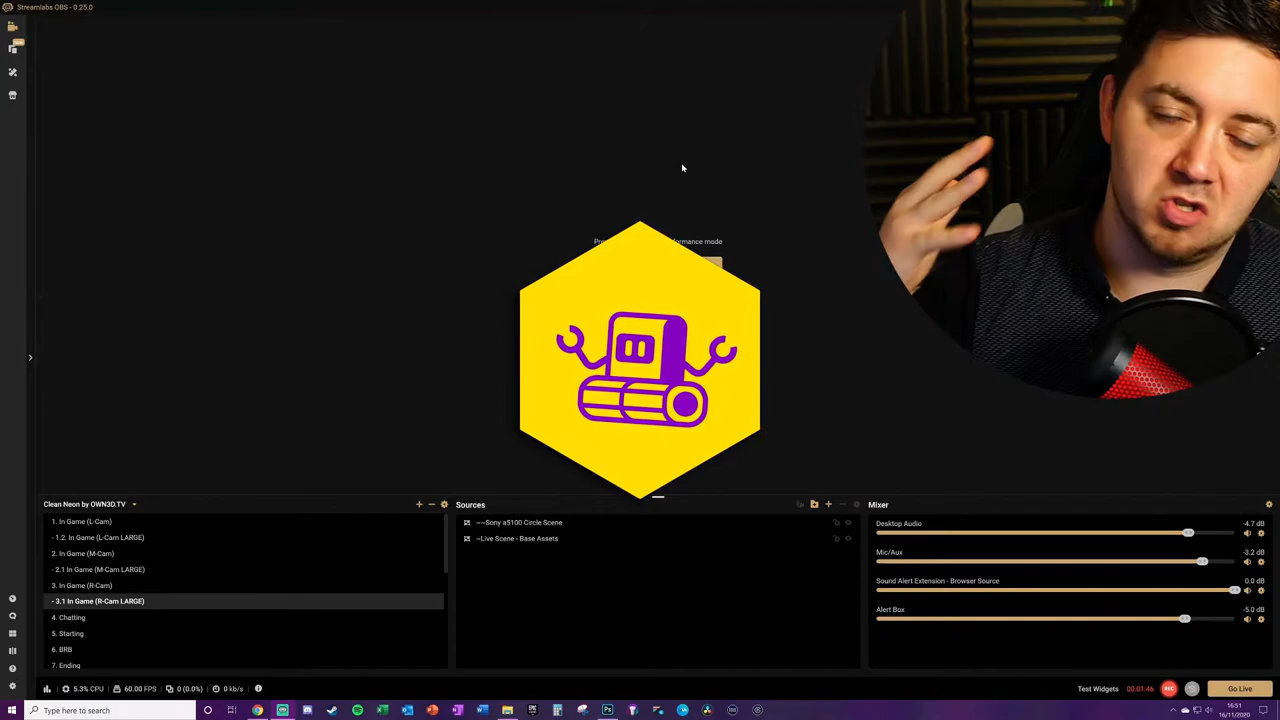 Streamlabs OBS - 0.25.0
formance mode
Clean Neon by OWN3D.TV
1. In Game (L-Cam)
- 1.2. In Game (L-Cam LARGE)
2. In Game (M-Cam)
- 2.1 In Game (M-Cam LARGE)
3. In Game (R-Cam)
- 3.1 In Game (R-Cam LARGE)
4. Chatting
5. Starting
6. BRB
7. Ending
Sources
~~Sony a5100 Circle Scene
~Live Scene - Base Assets
Mixer
Desktop Audio -4.7 dB
Mic/Aux -3.2 dB
Sound Alert Extension - Browser Source 0.0 dB
Alert Box -5.0 dB
5.3% CPU 60.00 FPS 0 (0.0%) 0 kb/s
Test Widgets 00:01:46 REC Go Live
Type here to search
16:51
16/11/2020